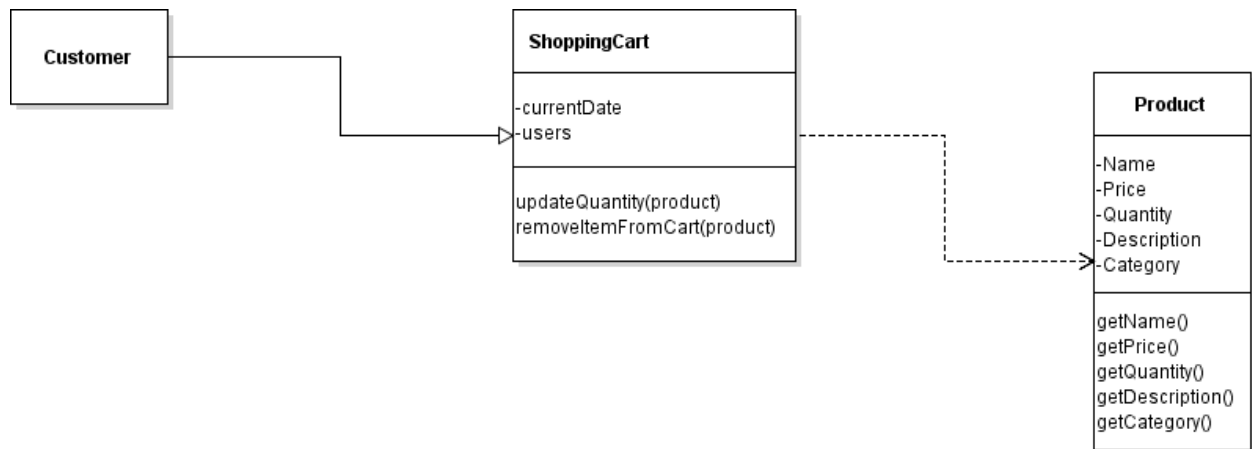 Customer
ShoppingCart
-currentDate
-users
updateQuantity(product)
removeItemFromCart(product)
Product
-Name
-Price
-Quantity
-Description
-Category
getName()
getPrice()
getQuantity()
getDescription()
getCategory()